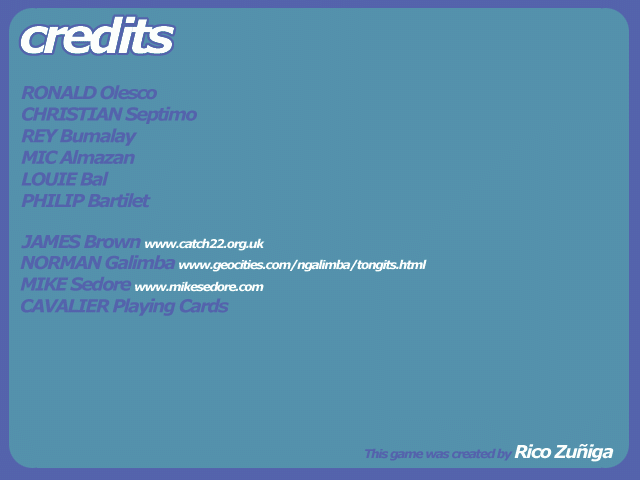 credits
RONALD Olesco
CHRISTIAN Septimo
REY Bumalay
MIC Almazan
LOUIE Bal
PHILIP Bartilet
JAMES Brown www.catch22.org.uk
NORMAN Galimba www.geocities.com/ngalimba/tongits.html
MIKE Sedore www.mikesedore.com
CAVALIER Playing Cards
This game was created by Rico Zuñiga